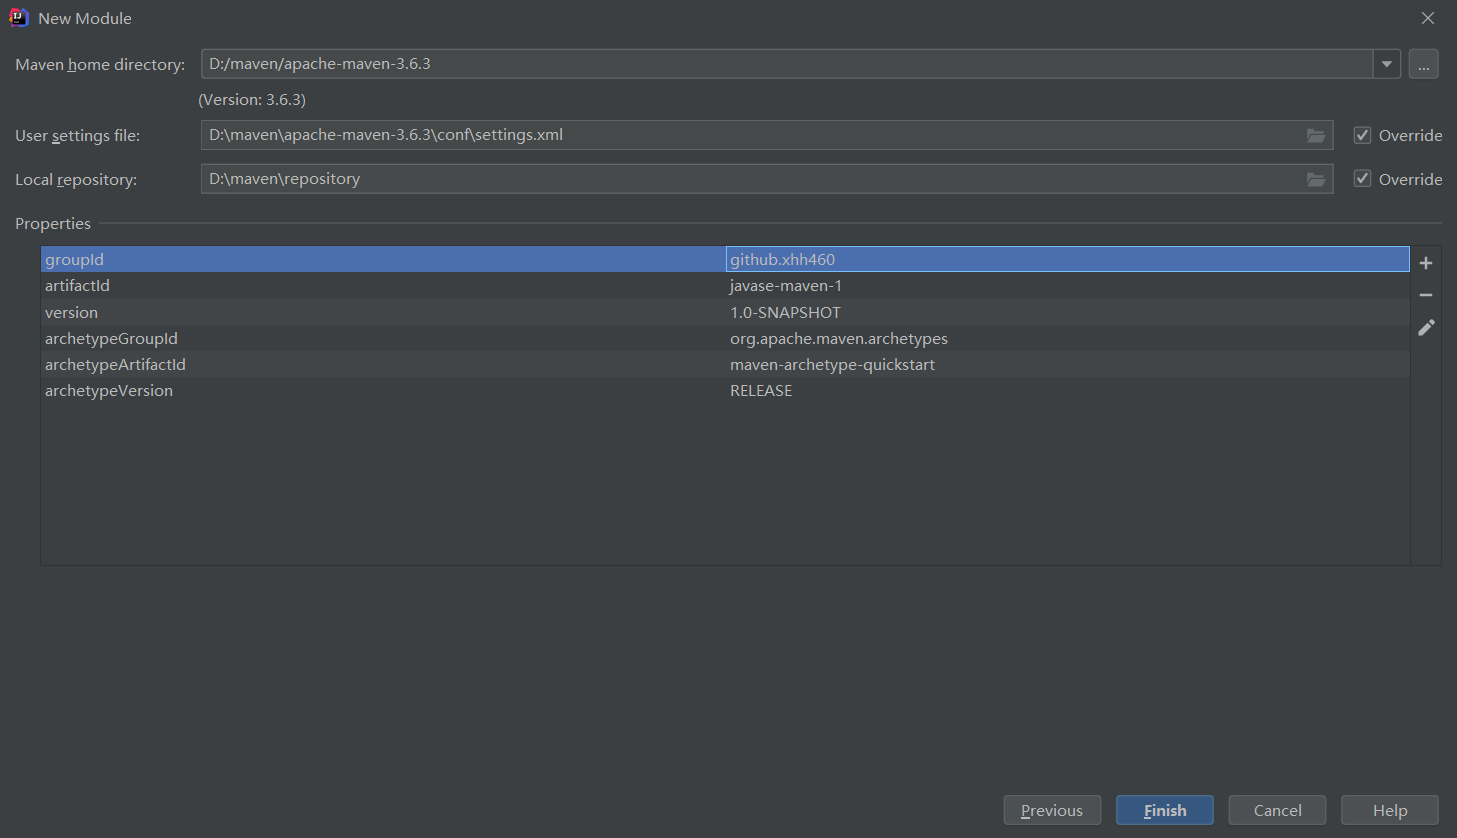 New Module
Maven home directory: D:/maven/apache-maven-3.6.3 ...
(Version: 3.6.3)
User settings file: D:\maven\apache-maven-3.6.3\conf\settings.xml Override
Local repository: D:\maven\repository Override
Properties
groupId github.xhh460
artifactId javase-maven-1
version 1.0-SNAPSHOT
archetypeGroupId org.apache.maven.archetypes
archetypeArtifactId maven-archetype-quickstart
archetypeVersion RELEASE
Previous Finish Cancel Help